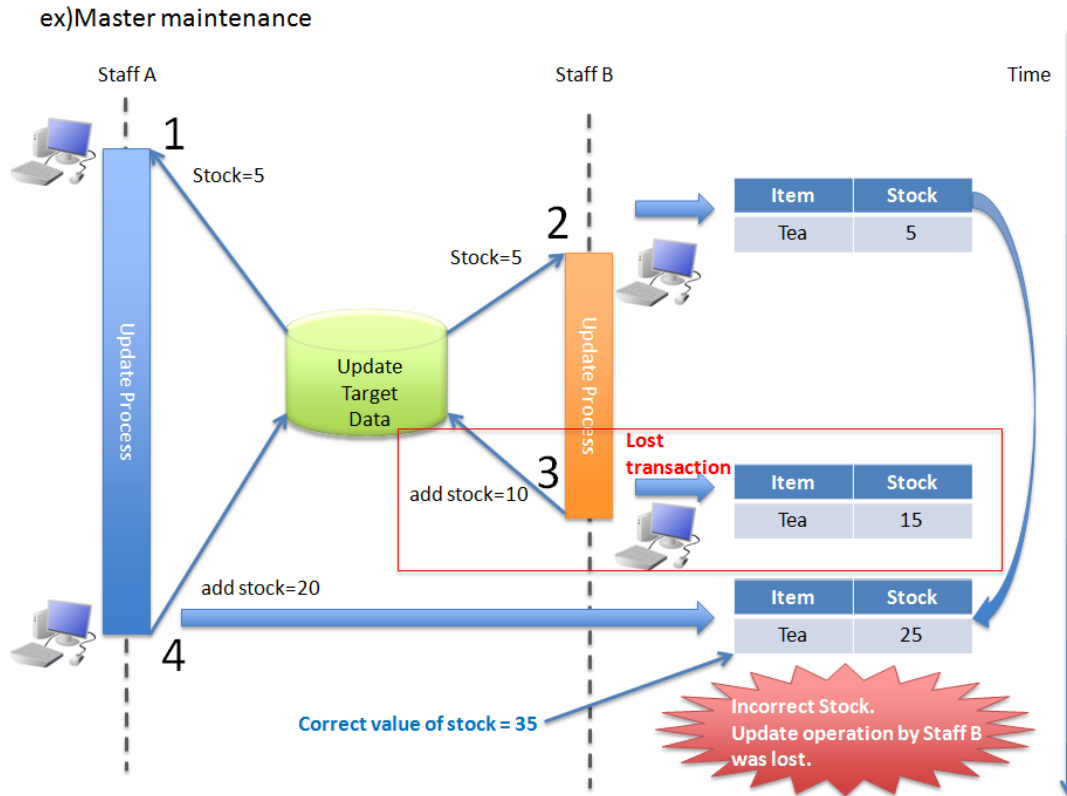 ex)Master maintenance
Staff A
Staff B
Time
1
Stock=5
2
Stock=5
Item Stock
Tea 5
Update Process
Update
Target
Data
Update Process
Lost
transaction
3
add stock=10
Item Stock
Tea 15
add stock=20
4
Item Stock
Tea 25
Correct value of stock = 35
Incorrect Stock.
Update operation by Staff B
was lost.